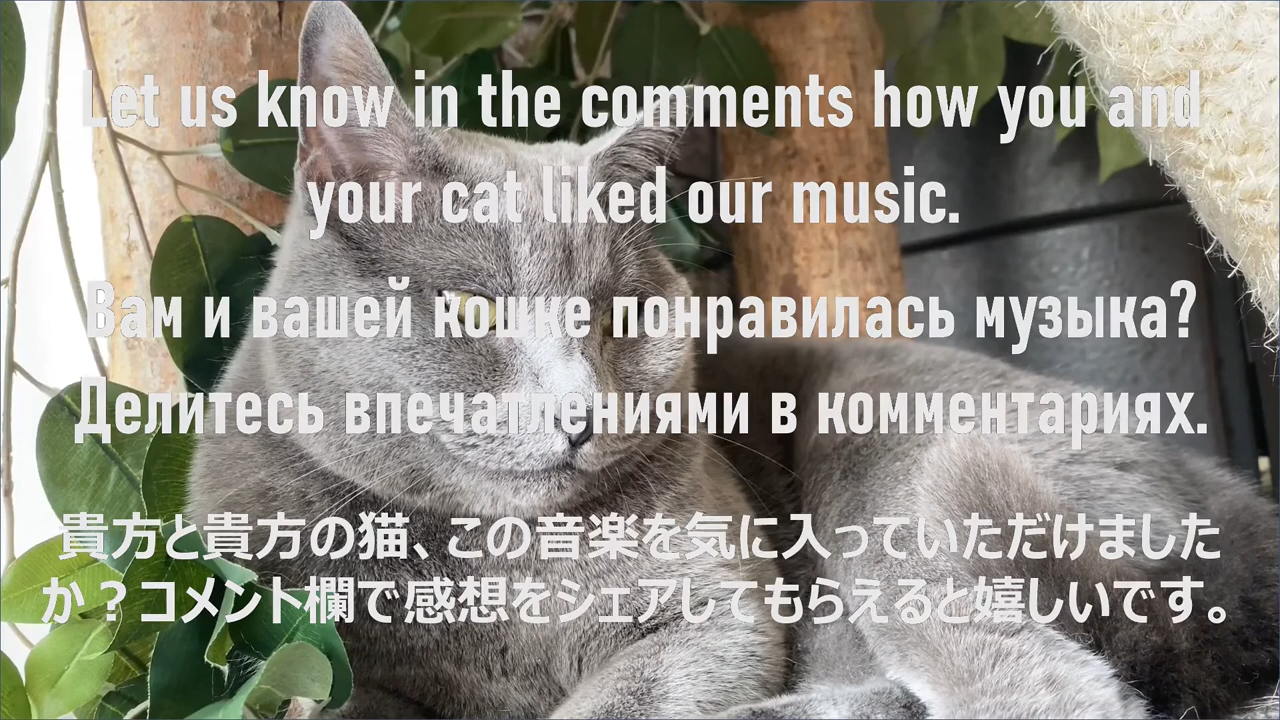 Let us know in the comments how you and
your cat liked our music.
Вам и вашей кошке понравилась музыка?
Делитесь впечатлениями в комментариях.
貴方と貴方の猫、この音楽を気に入っていただけました
か？コメント欄で感想をシェアしてもらえると嬉しいです。